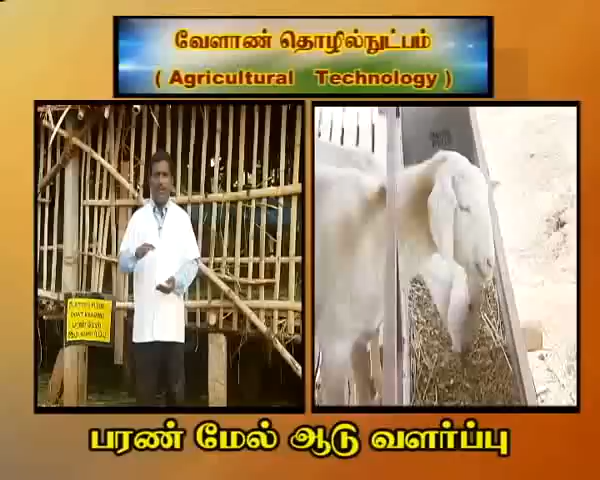 வேளாண் தொழில்நுட்பம்
( Agricultural Technology )
பரண் மேல் ஆடு வளர்ப்பு